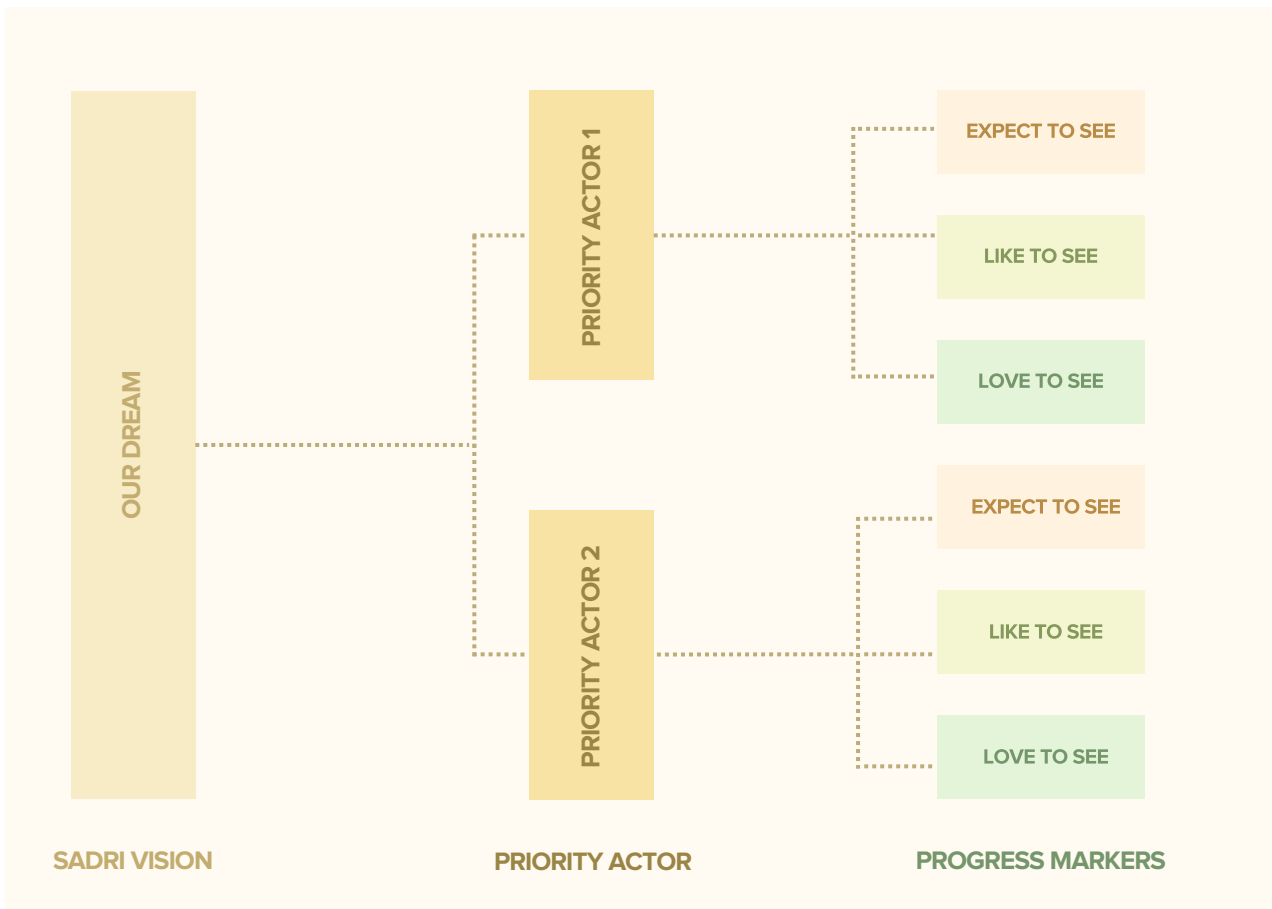 OUR DREAM
PRIORITY ACTOR 1
EXPECT TO SEE
LIKE TO SEE
LOVE TO SEE
PRIORITY ACTOR 2
EXPECT TO SEE
LIKE TO SEE
LOVE TO SEE
SADRI VISION
PRIORITY ACTOR
PROGRESS MARKERS